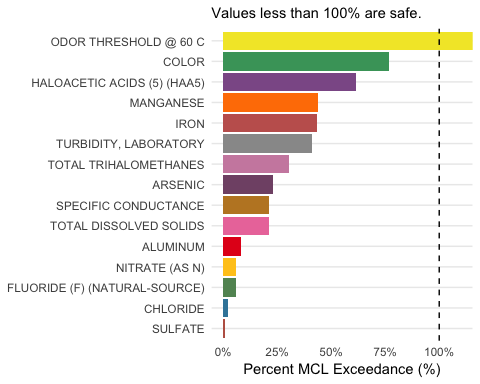 Values less than 100% are safe.
ODOR THRESHOLD @ 60 C
COLOR
HALOACETIC ACIDS (5) (HAA5)
MANGANESE
IRON
TURBIDITY, LABORATORY
TOTAL TRIHALOMETHANES
ARSENIC
SPECIFIC CONDUCTANCE
TOTAL DISSOLVED SOLIDS
ALUMINUM
NITRATE (AS N)
FLUORIDE (F) (NATURAL-SOURCE)
CHLORIDE
SULFATE
0% 25% 50% 75% 100%
Percent MCL Exceedance (%)